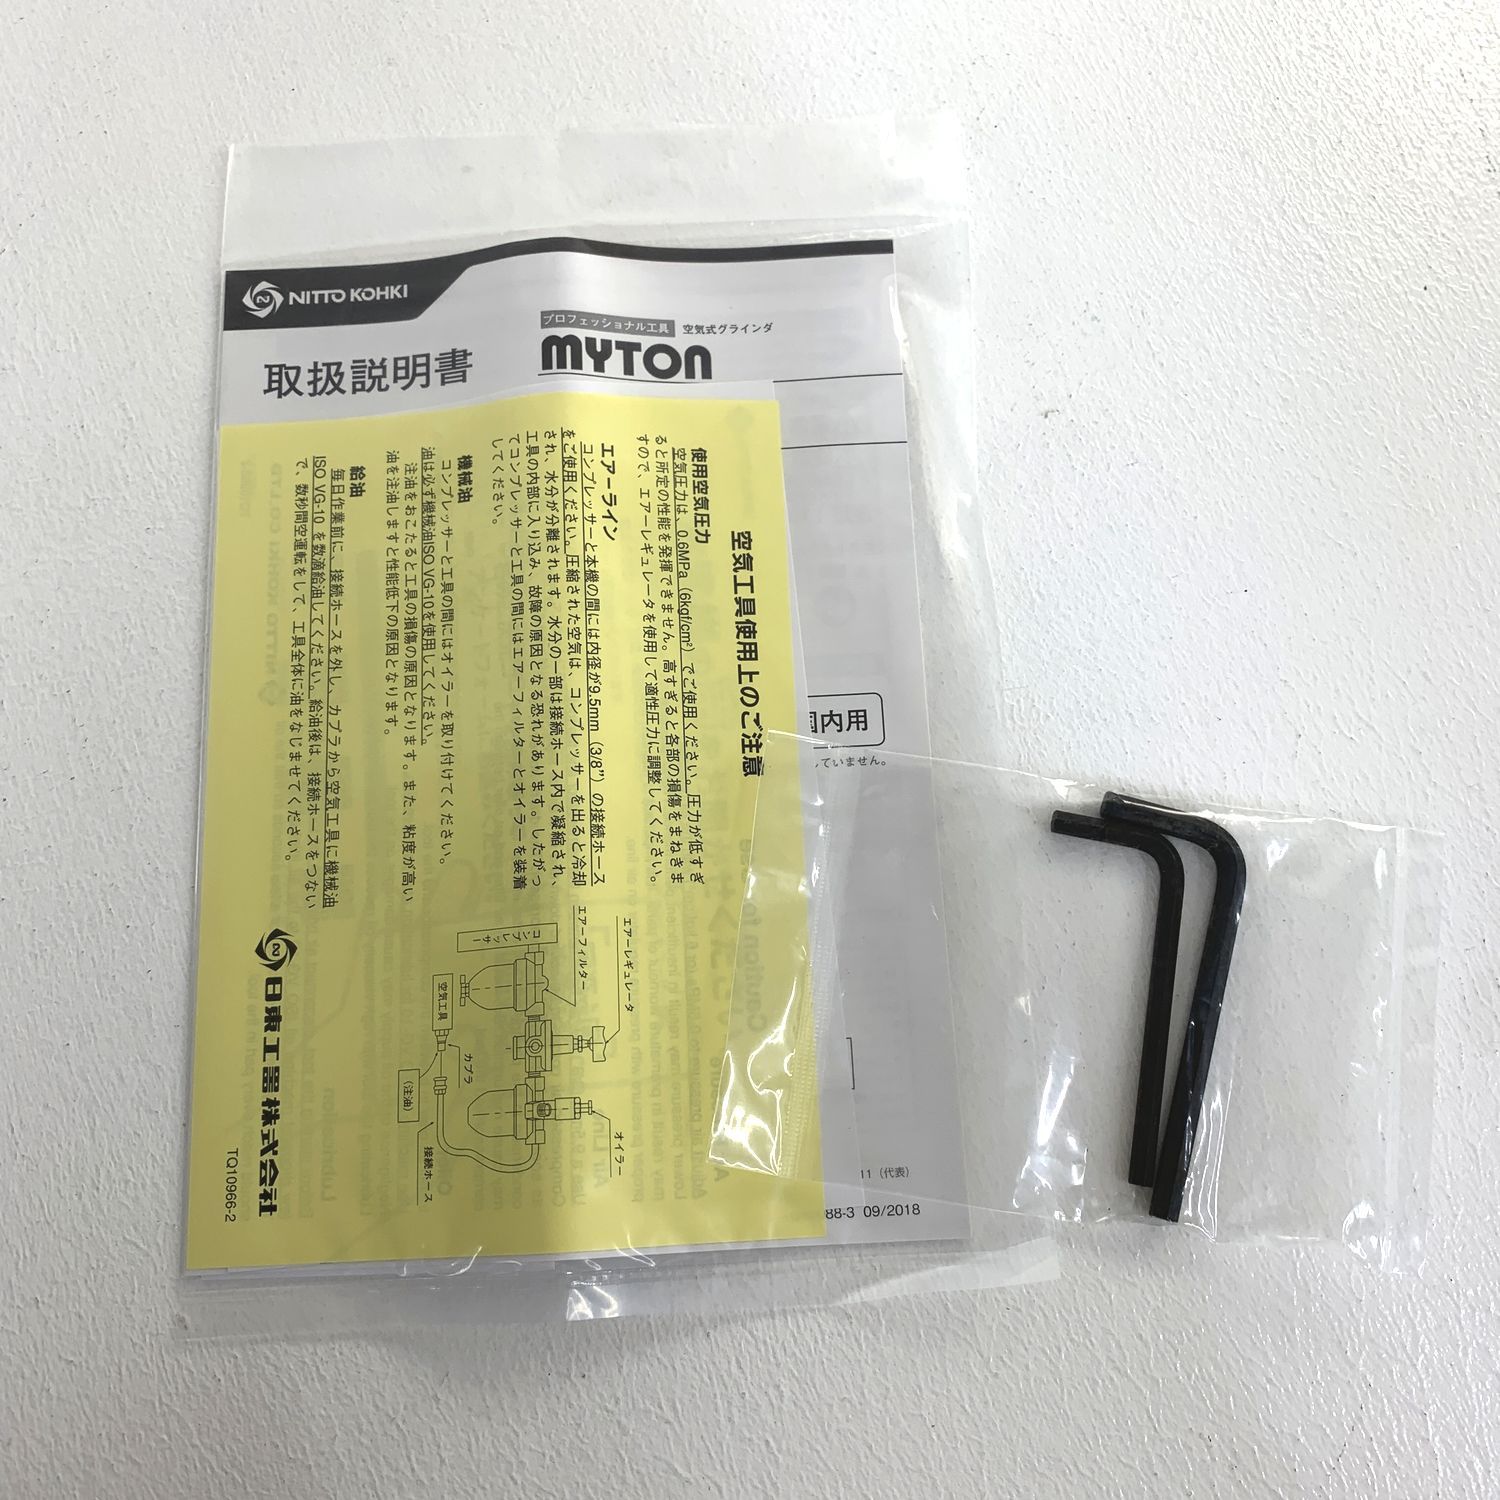 NITTO KOHKI
プロフェッショナル工具 空気式グラインダ
取扱説明書
MYTON
国内用
していません。
11（代表）
88-3 09/2018
空気工具使用上のご注意
使用空気圧力
空気圧力は、0.6MPa（6kgf/cm²）でご使用ください。圧力が低すぎ
ると所定の性能を発揮できません。高すぎると各部の損傷をまねきま
すので、エアーレギュレータを使用して適性圧力に調整してください。
エアーライン
コンプレッサーと本機の間には内径が9.5mm（3/8"）の接続ホース
をご使用ください。圧縮された空気は、コンプレッサーを出ると冷却
され、水分が分離されます。水分の一部は接続ホース内で凝縮され、
工具の内部に入り込み、故障の原因となる恐れがあります。したがっ
てコンプレッサーと工具の間にはエアーフィルターとオイラーを装着
してください。
機械油
コンプレッサーと工具の間にはオイラーを取り付けてください。
油は必ず機械油ISO VG-10を使用してください。
注油をおこたると工具の損傷の原因となります。また、粘度が高い
油を注油しますと性能低下の原因となります。
給油
毎日作業前に、接続ホースを外し、カプラから空気工具に機械油
ISO VG-10 を数滴給油してください。給油後は、接続ホースをつない
で、数秒間空運転をして、工具全体に油をなじませてください。
エアーレギュレータ
エアーフィルター
コンプレッサー
オイラー
空気工具
カプラ
（注油）
接続ホース
日東工器株式会社
TQ10966-2